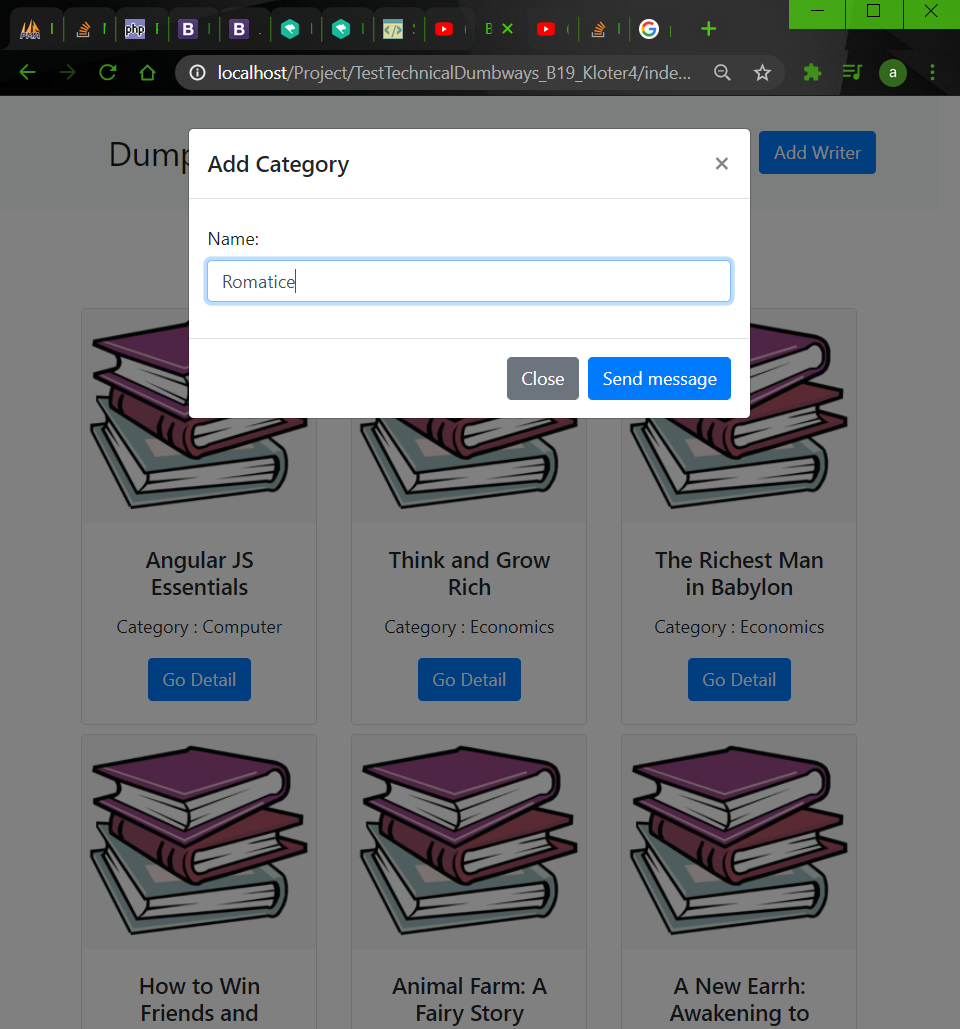 localhost/Project/TestTechnicalDumbways_B19_Kloter4/inde...
a
Dump
Add Writer
Add Category
×
Name:
Romatice
Close
Send message
Angular JS
Essentials
Category : Computer
Go Detail
Think and Grow
Rich
Category : Economics
Go Detail
The Richest Man
in Babylon
Category : Economics
Go Detail
How to Win
Friends and
Animal Farm: A
Fairy Story
A New Earrh:
Awakening to